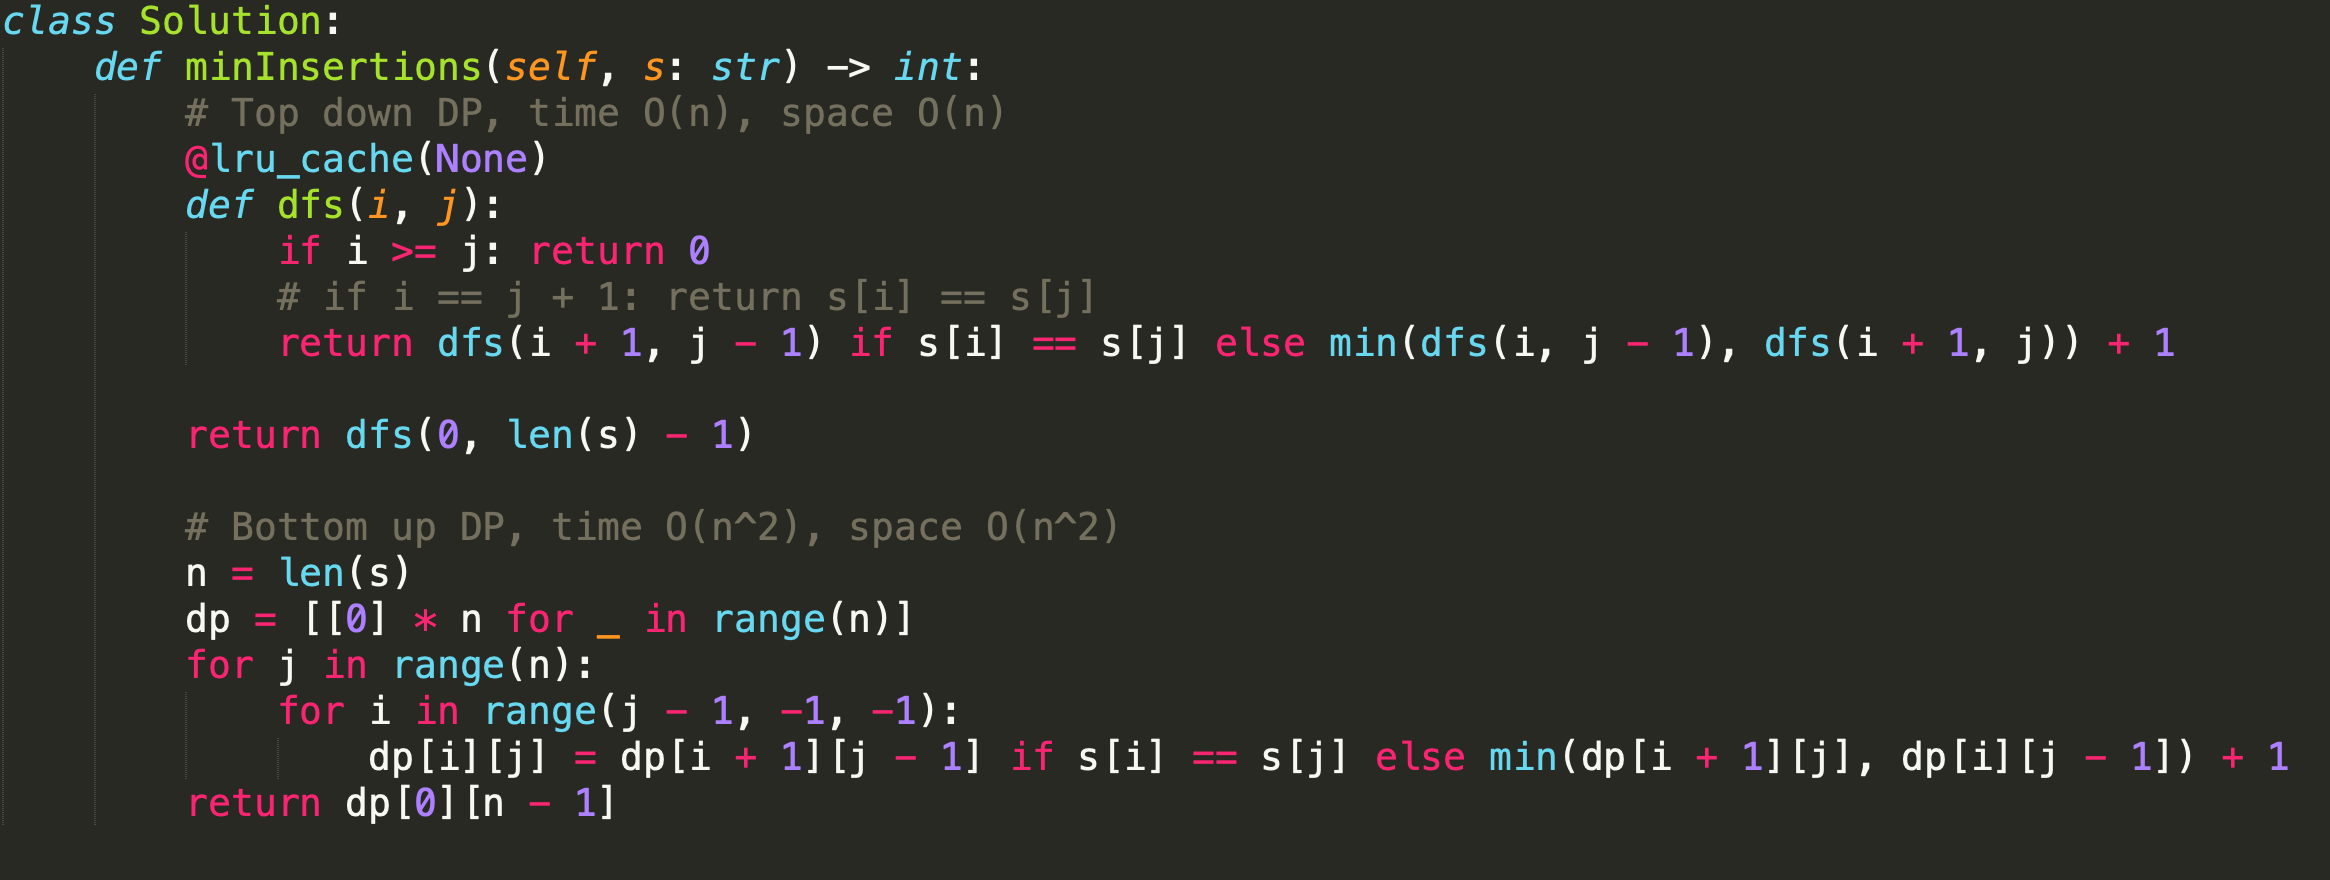 class Solution:
    def minInsertions(self, s: str) -> int:
        # Top down DP, time O(n), space O(n)
        @lru_cache(None)
        def dfs(i, j):
            if i >= j: return 0
            # if i == j + 1: return s[i] == s[j]
            return dfs(i + 1, j - 1) if s[i] == s[j] else min(dfs(i, j - 1), dfs(i + 1, j)) + 1

        return dfs(0, len(s) - 1)

        # Bottom up DP, time O(n^2), space O(n^2)
        n = len(s)
        dp = [[0] * n for _ in range(n)]
        for j in range(n):
            for i in range(j - 1, -1, -1):
                dp[i][j] = dp[i + 1][j - 1] if s[i] == s[j] else min(dp[i + 1][j], dp[i][j - 1]) + 1
        return dp[0][n - 1]